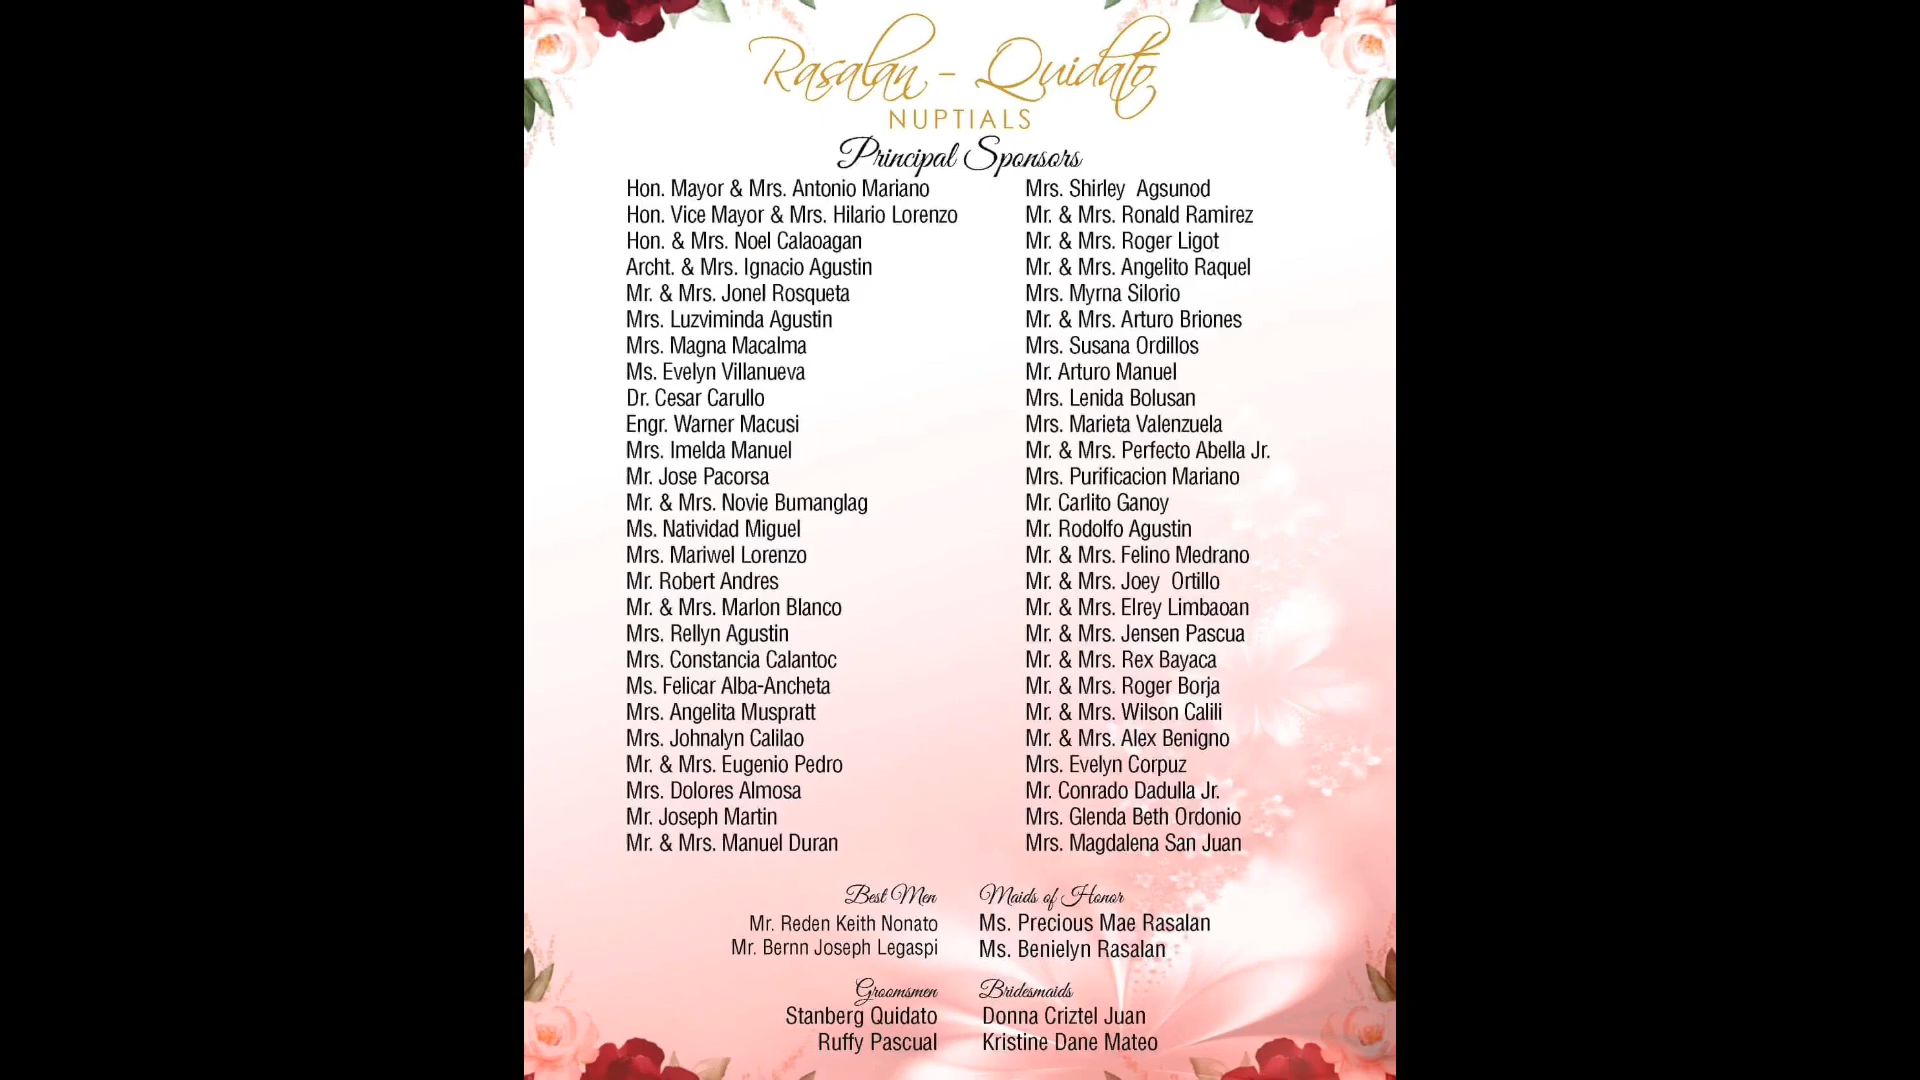 Rasalan - Quidato
NUPTIALS
Principal Sponsors
Hon. Mayor & Mrs. Antonio Mariano
Hon. Vice Mayor & Mrs. Hilario Lorenzo
Hon. & Mrs. Noel Calaoagan
Archt. & Mrs. Ignacio Agustin
Mr. & Mrs. Jonel Rosqueta
Mrs. Luzviminda Agustin
Mrs. Magna Macalma
Ms. Evelyn Villanueva
Dr. Cesar Carullo
Engr. Warner Macusi
Mrs. Imelda Manuel
Mr. Jose Pacorsa
Mr. & Mrs. Novie Bumanglag
Ms. Natividad Miguel
Mrs. Mariwel Lorenzo
Mr. Robert Andres
Mr. & Mrs. Marlon Blanco
Mrs. Rellyn Agustin
Mrs. Constancia Calantoc
Ms. Felicar Alba-Ancheta
Mrs. Angelita Muspratt
Mrs. Johnalyn Calilao
Mr. & Mrs. Eugenio Pedro
Mrs. Dolores Almosa
Mr. Joseph Martin
Mr. & Mrs. Manuel Duran
Mrs. Shirley Agsunod
Mr. & Mrs. Ronald Ramirez
Mr. & Mrs. Roger Ligot
Mr. & Mrs. Angelito Raquel
Mrs. Myrna Silorio
Mr. & Mrs. Arturo Briones
Mrs. Susana Ordillos
Mr. Arturo Manuel
Mrs. Lenida Bolusan
Mrs. Marieta Valenzuela
Mr. & Mrs. Perfecto Abella Jr.
Mrs. Purificacion Mariano
Mr. Carlito Ganoy
Mr. Rodolfo Agustin
Mr. & Mrs. Felino Medrano
Mr. & Mrs. Joey Ortillo
Mr. & Mrs. Elrey Limbaoan
Mr. & Mrs. Jensen Pascua
Mr. & Mrs. Rex Bayaca
Mr. & Mrs. Roger Borja
Mr. & Mrs. Wilson Calili
Mr. & Mrs. Alex Benigno
Mrs. Evelyn Corpuz
Mr. Conrado Dadulla Jr.
Mrs. Glenda Beth Ordonio
Mrs. Magdalena San Juan
Best Men
Mr. Reden Keith Nonato
Mr. Bernn Joseph Legaspi
Maids of Honor
Ms. Precious Mae Rasalan
Ms. Benielyn Rasalan
Groomsmen
Stanberg Quidato
Ruffy Pascual
Bridesmaids
Donna Criztel Juan
Kristine Dane Mateo